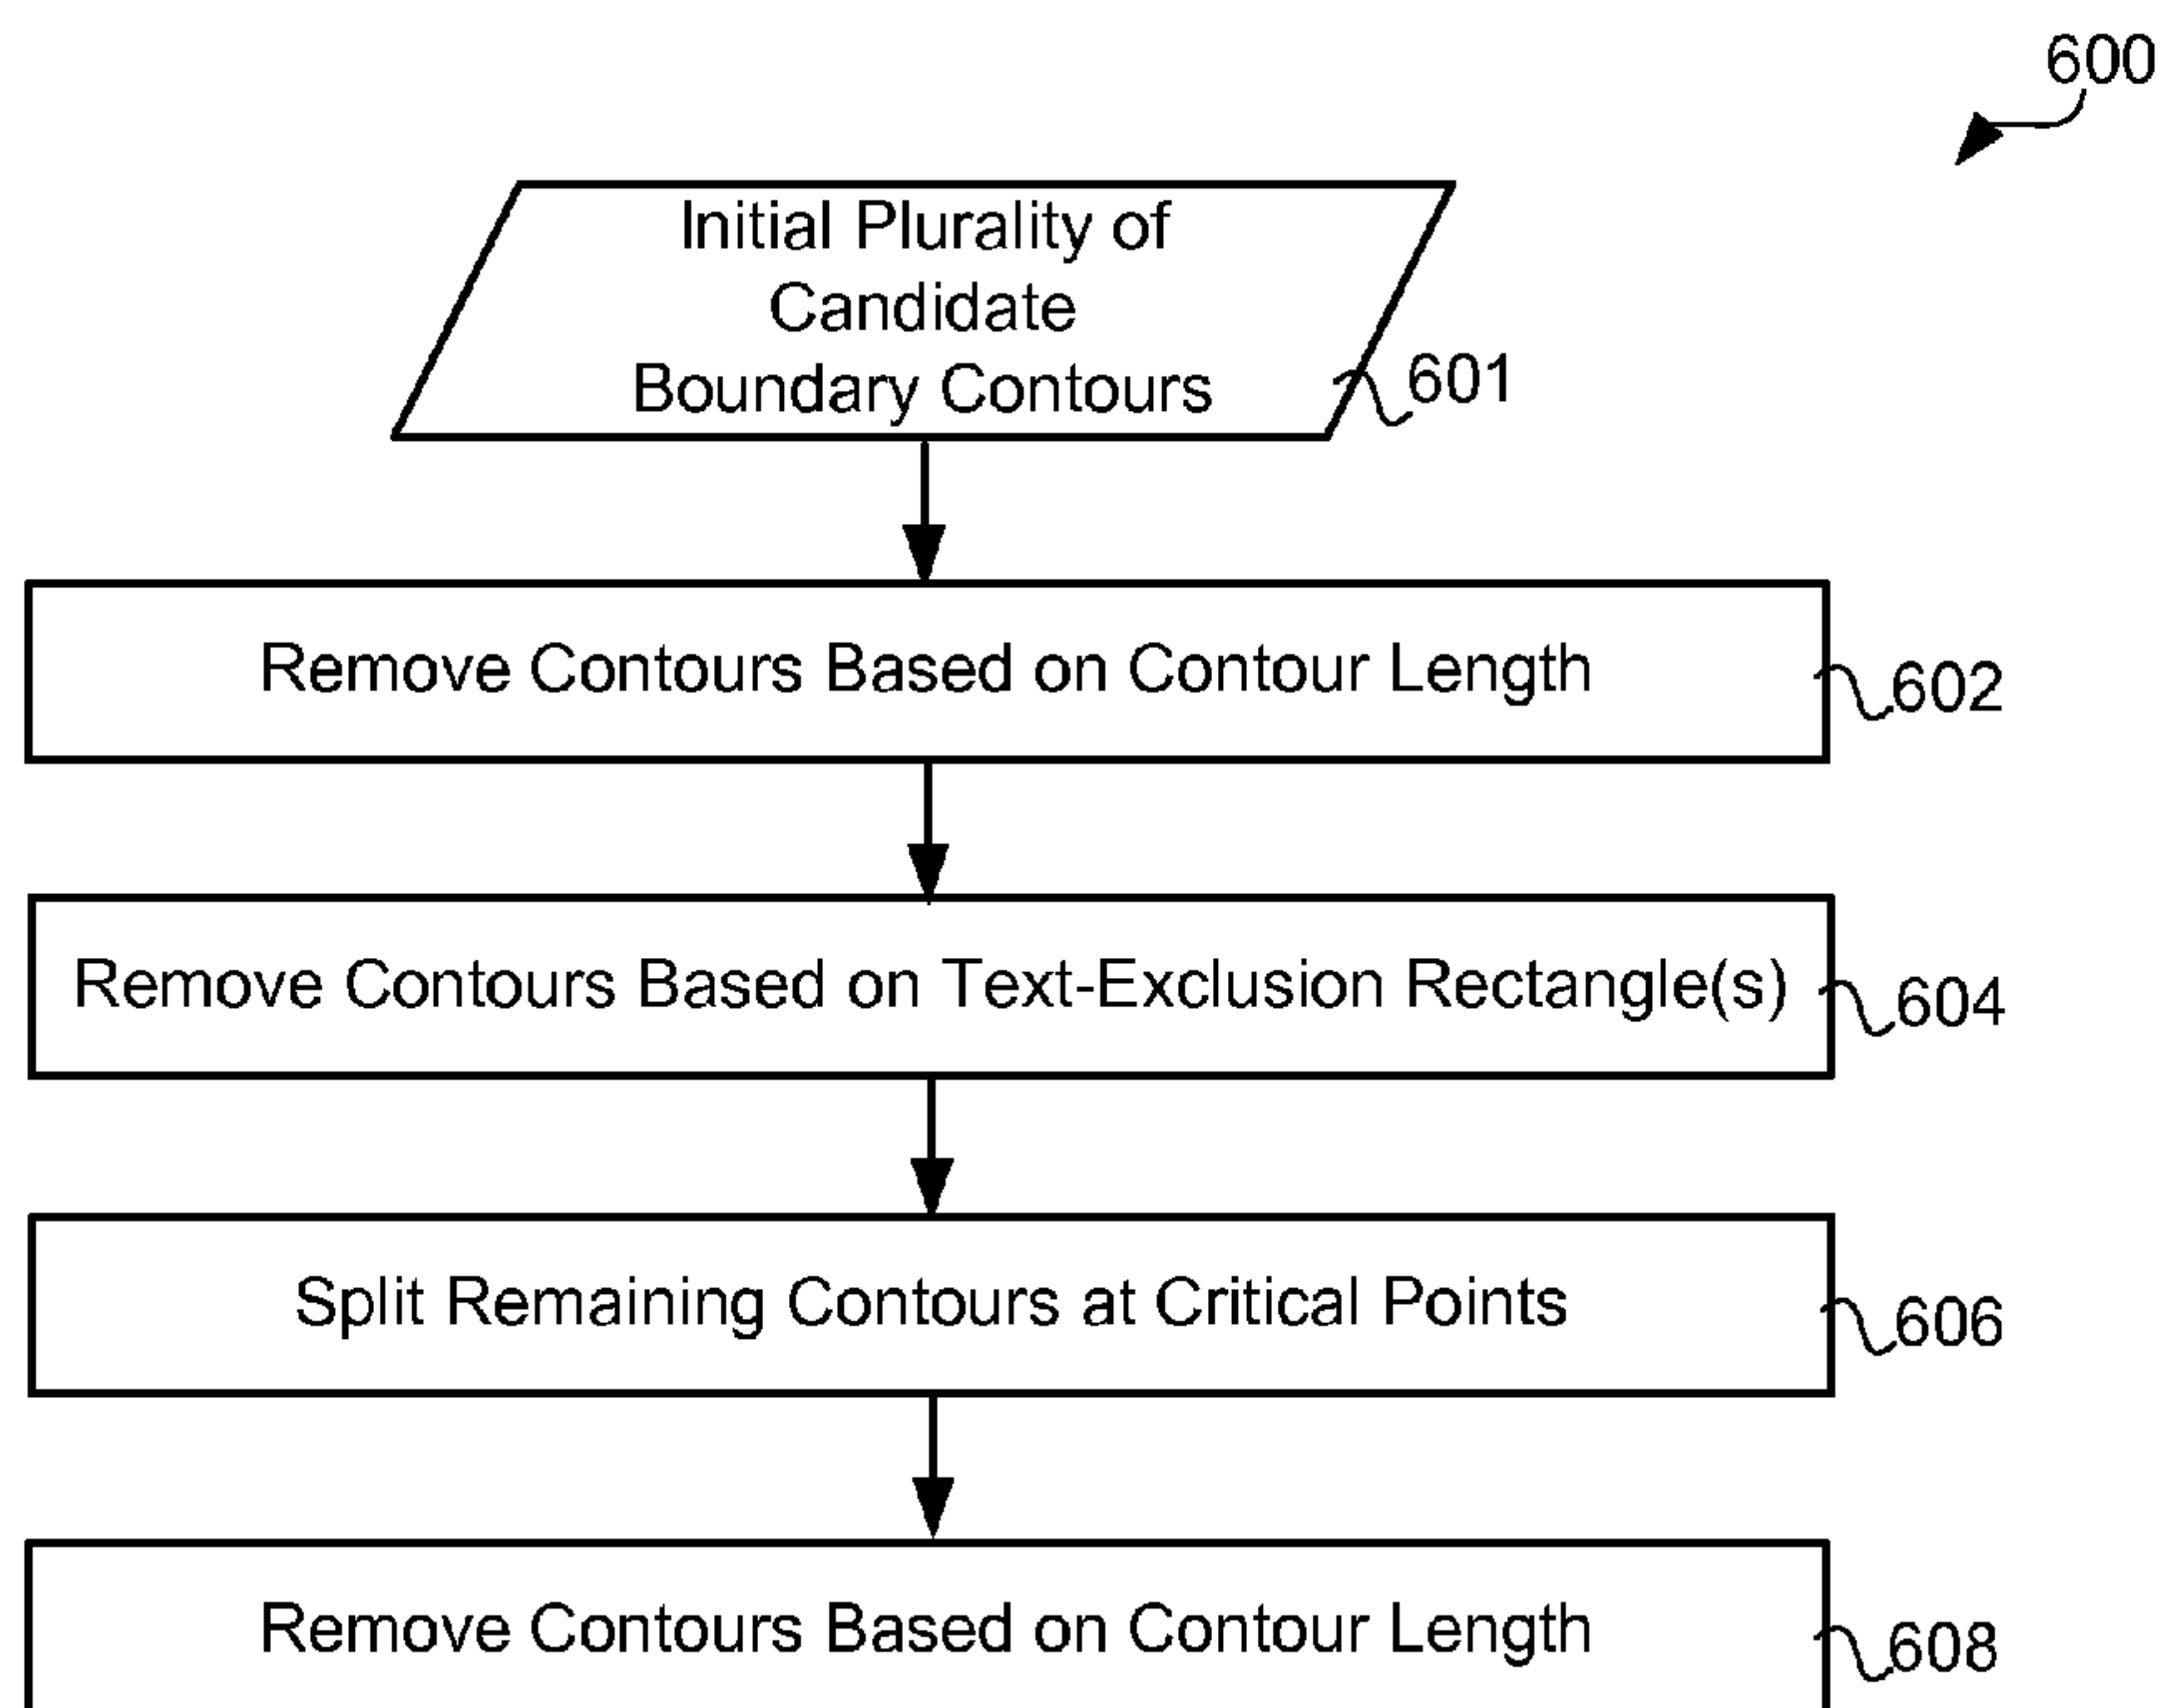 600
Initial Plurality of
Candidate
Boundary Contours
601
Remove Contours Based on Contour Length
602
Remove Contours Based on Text-Exclusion Rectangle(s)
604
Split Remaining Contours at Critical Points
606
Remove Contours Based on Contour Length
608